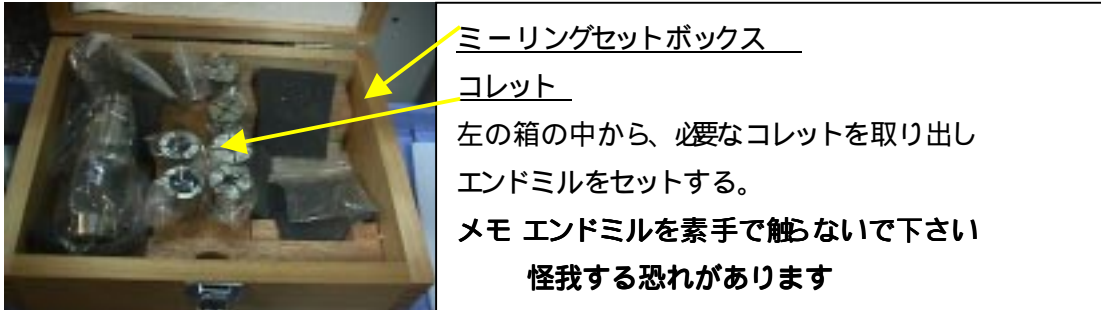 ミーリングセットボックス
コレット
左の箱の中から、必要なコレットを取り出し
エンドミルをセットする。
メモ エンドミルを素手で触らないで下さい
怪我する恐れがあります